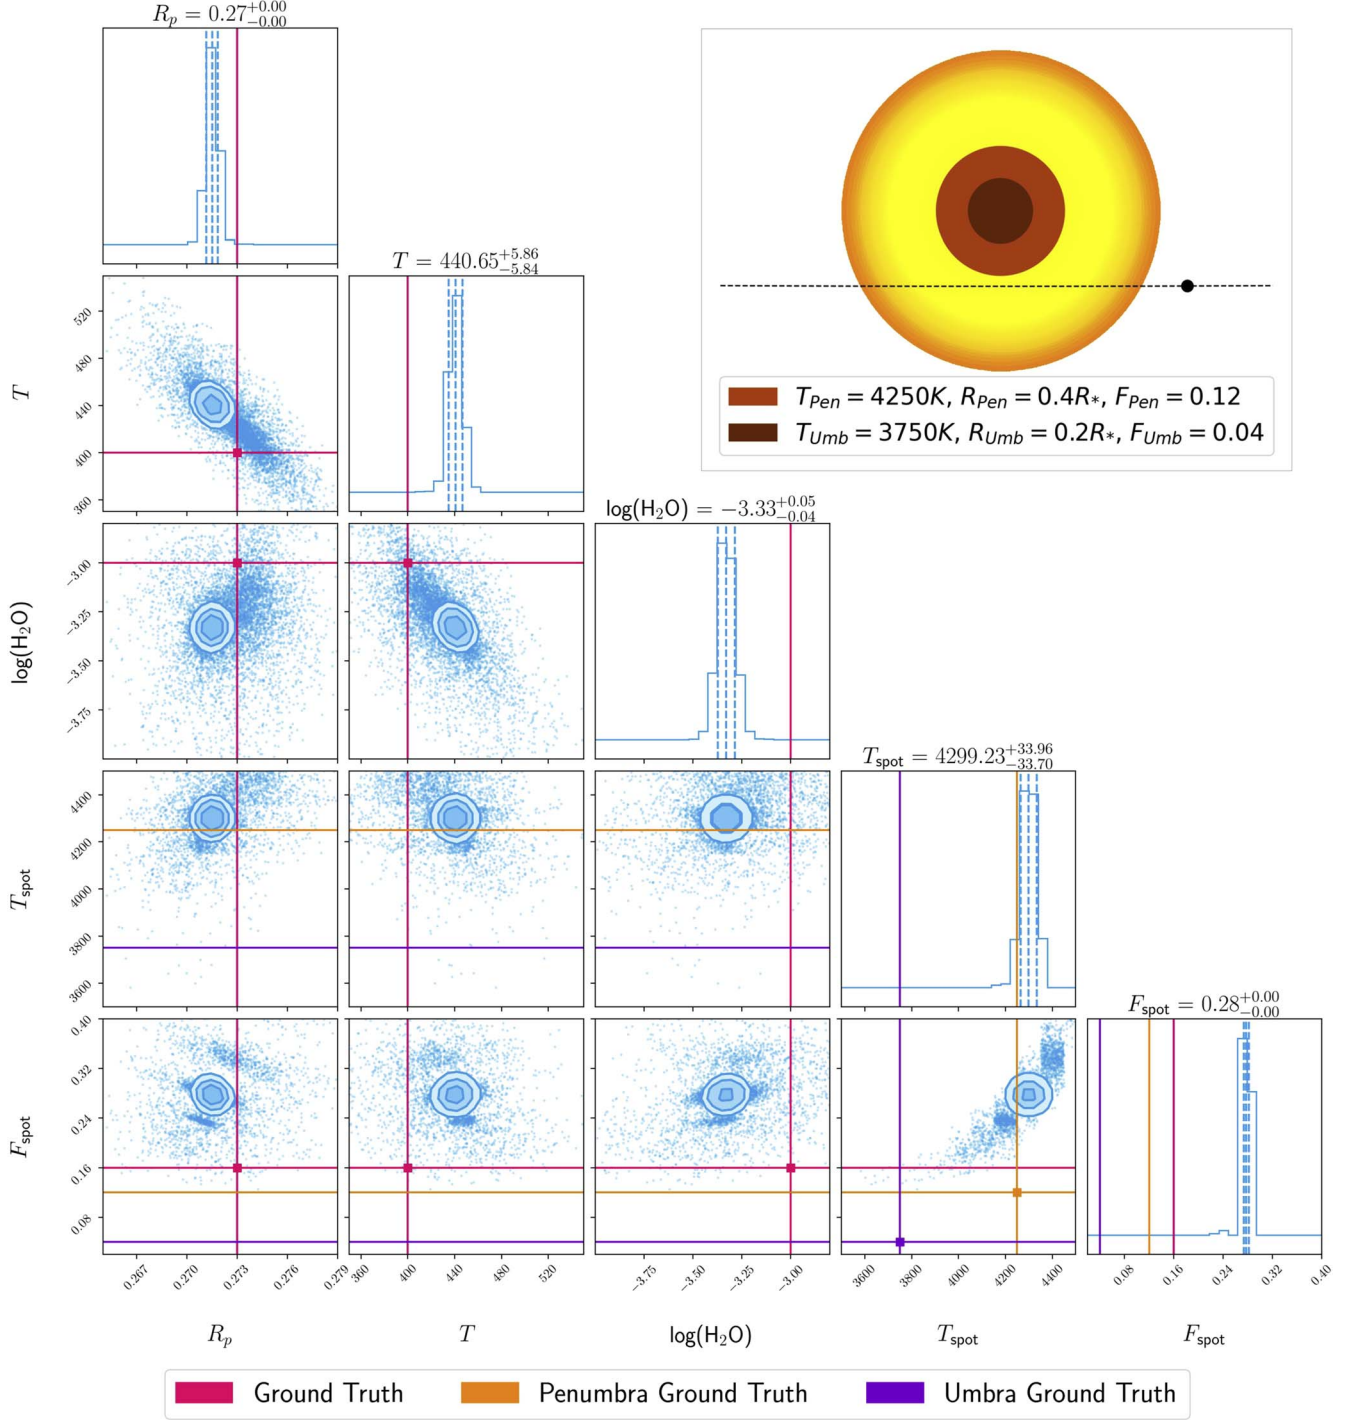 R_p = 0.27^{+0.00}_{-0.00}
T_Pen = 4250K, R_Pen = 0.4R_*, F_Pen = 0.12
T_Umb = 3750K, R_Umb = 0.2R_*, F_Umb = 0.04
T = 440.65^{+5.86}_{-5.84}
520
480
440
400
360
T
log(H₂O) = −3.33^{+0.05}_{-0.04}
−3.00
−3.25
−3.50
−3.75
log(H₂O)
T_spot = 4299.23^{+33.96}_{-33.70}
4400
4200
4000
3800
3600
T_spot
F_spot = 0.28^{+0.00}_{-0.00}
0.40
0.32
0.24
0.16
0.08
F_spot
0.267 0.270 0.273 0.276 0.279 360 400 440 480 520 −3.75 −3.50 −3.25 −3.00 3600 3800 4000 4200 4400 0.08 0.16 0.24 0.32 0.40
R_p T log(H₂O) T_spot F_spot
Ground Truth Penumbra Ground Truth Umbra Ground Truth